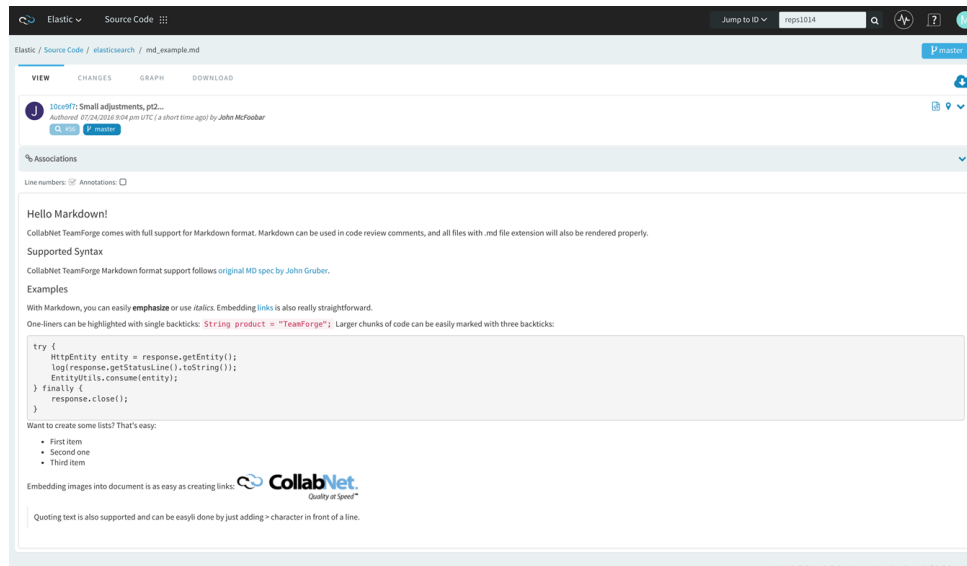 Elastic Source Code Jump to ID reps1014 ?
Elastic / Source Code / elasticsearch / md_example.md master
VIEW CHANGES GRAPH DOWNLOAD
J 10ce9f7: Small adjustments, pt2...
Authored 07/24/2016 9:04 pm UTC ( a short time ago) by John McFoobar
#56 master
Associations
Line numbers: Annotations:
Hello Markdown!
CollabNet TeamForge comes with full support for Markdown format. Markdown can be used in code review comments, and all files with .md file extension will also be rendered properly.
Supported Syntax
CollabNet TeamForge Markdown format support follows original MD spec by John Gruber.
Examples
With Markdown, you can easily emphasize or use italics. Embedding links is also really straightforward.
One-liners can be highlighted with single backticks: String product = "TeamForge"; Larger chunks of code can be easily marked with three backticks:
try {
    HttpEntity entity = response.getEntity();
    log(response.getStatusLine().toString());
    EntityUtils.consume(entity);
} finally {
    response.close();
}
Want to create some lists? That's easy:
• First item
• Second one
• Third item
Embedding images into document is as easy as creating links: CollabNet.
Quality at Speed™
Quoting text is also supported and can be easyli done by just adding > character in front of a line.